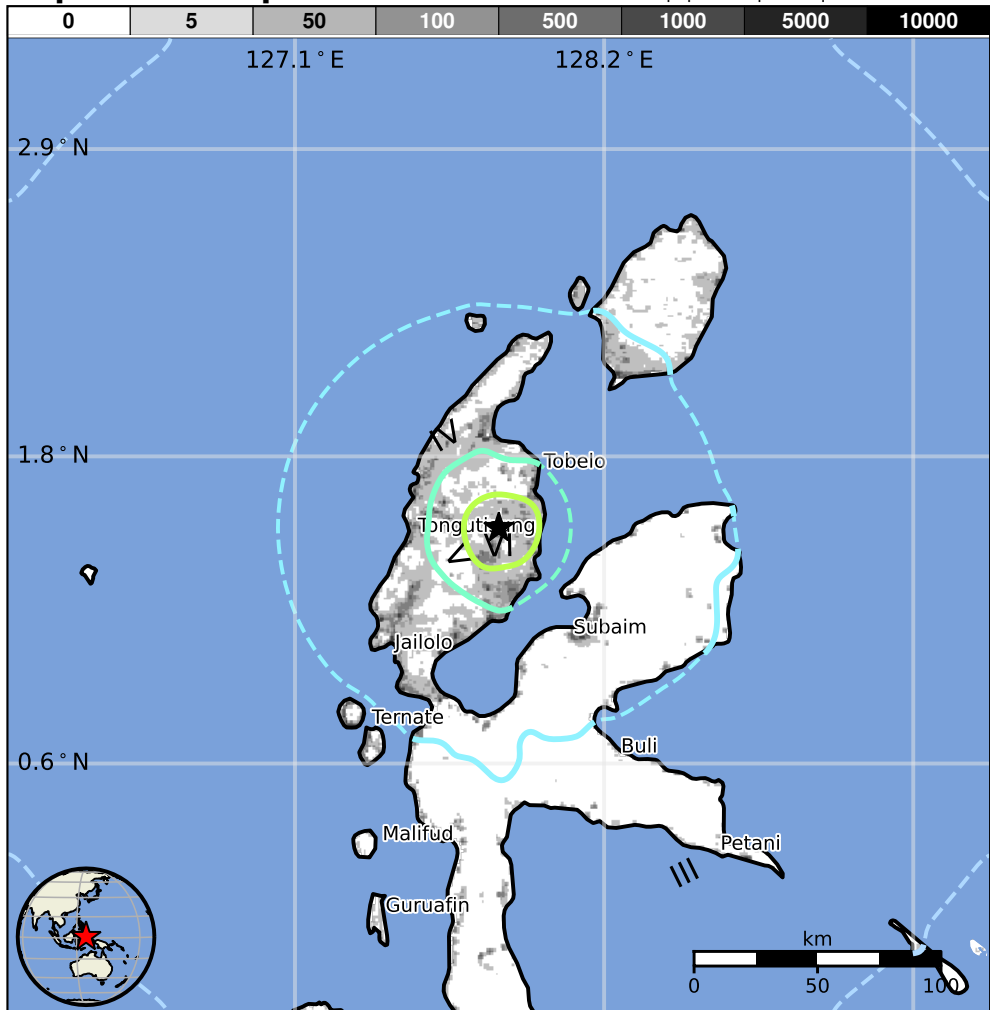 0 5 50 100 500 1000 5000 10000
127.1°E 128.2°E
2.9°N
IV
1.8°N
Tobelo
VI
V
Subaim
Jailolo
Ternate
Buli
0.6°N
Malifud
Petani
III
Guruafin
km
0 50 100